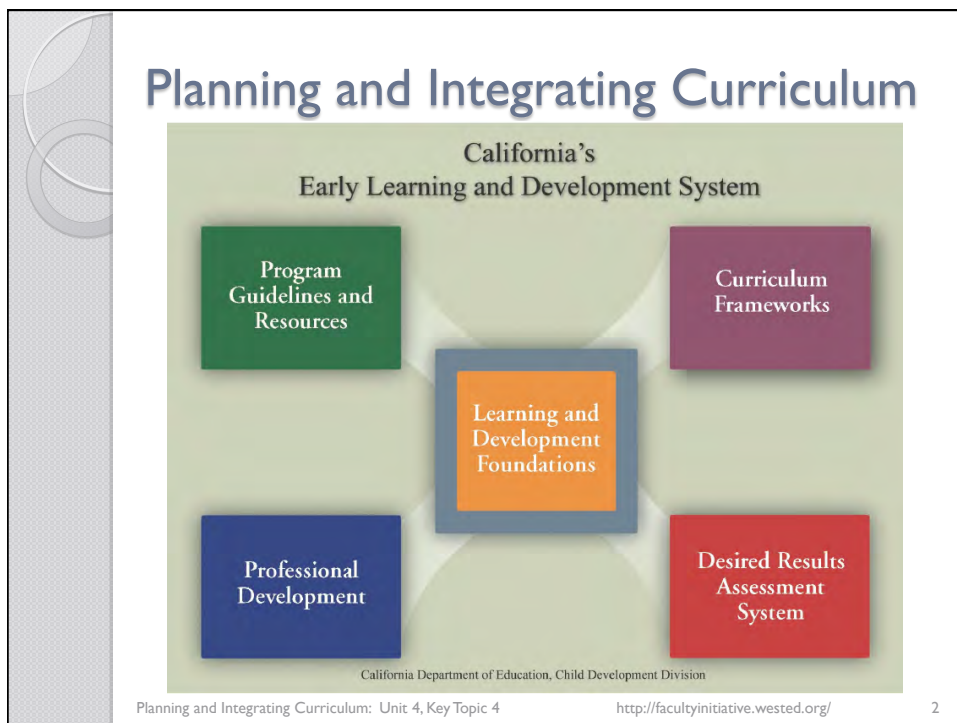 Planning and Integrating Curriculum
California’s
Early Learning and Development System
Program
Guidelines and
Resources
Curriculum
Frameworks
Learning and
Development
Foundations
Professional
Development
Desired Results
Assessment
System
California Department of Education, Child Development Division
Planning and Integrating Curriculum: Unit 4, Key Topic 4 http://facultyinitiative.wested.org/ 2